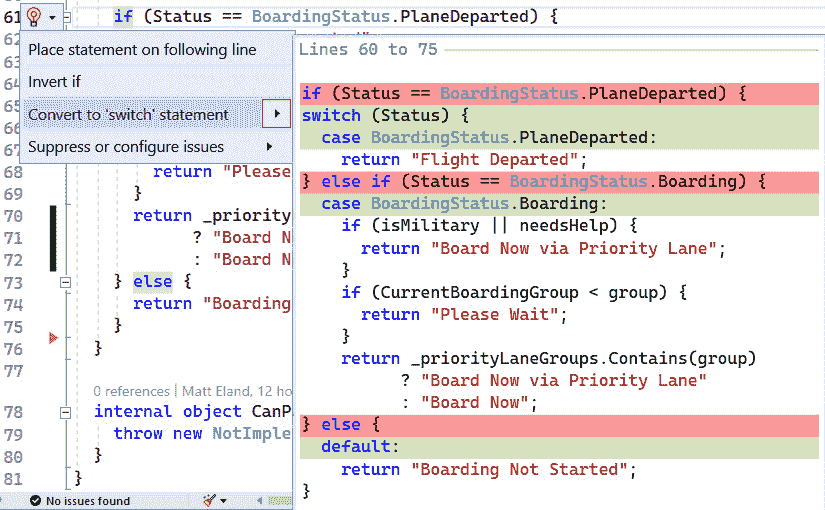 61 if (Status == BoardingStatus.PlaneDeparted) {
62
Place statement on following line
Invert if
Convert to 'switch' statement
Suppress or configure issues
Lines 60 to 75
if (Status == BoardingStatus.PlaneDeparted) {
switch (Status) {
case BoardingStatus.PlaneDeparted:
return "Flight Departed";
} else if (Status == BoardingStatus.Boarding) {
case BoardingStatus.Boarding:
if (isMilitary || needsHelp) {
return "Board Now via Priority Lane";
}
if (CurrentBoardingGroup < group) {
return "Please Wait";
}
return _priorityLaneGroups.Contains(group)
? "Board Now via Priority Lane"
: "Board Now";
} else {
default:
return "Boarding Not Started";
}
68 return "Please
69 }
70 return _priority
71 ? "Board N
72 : "Board N
73 } else {
74 return "Boarding
75 }
76 }
77
0 references | Matt Eland, 12 ho
78 internal object CanP
79 throw new NotImple
80 }
81 }
No issues found